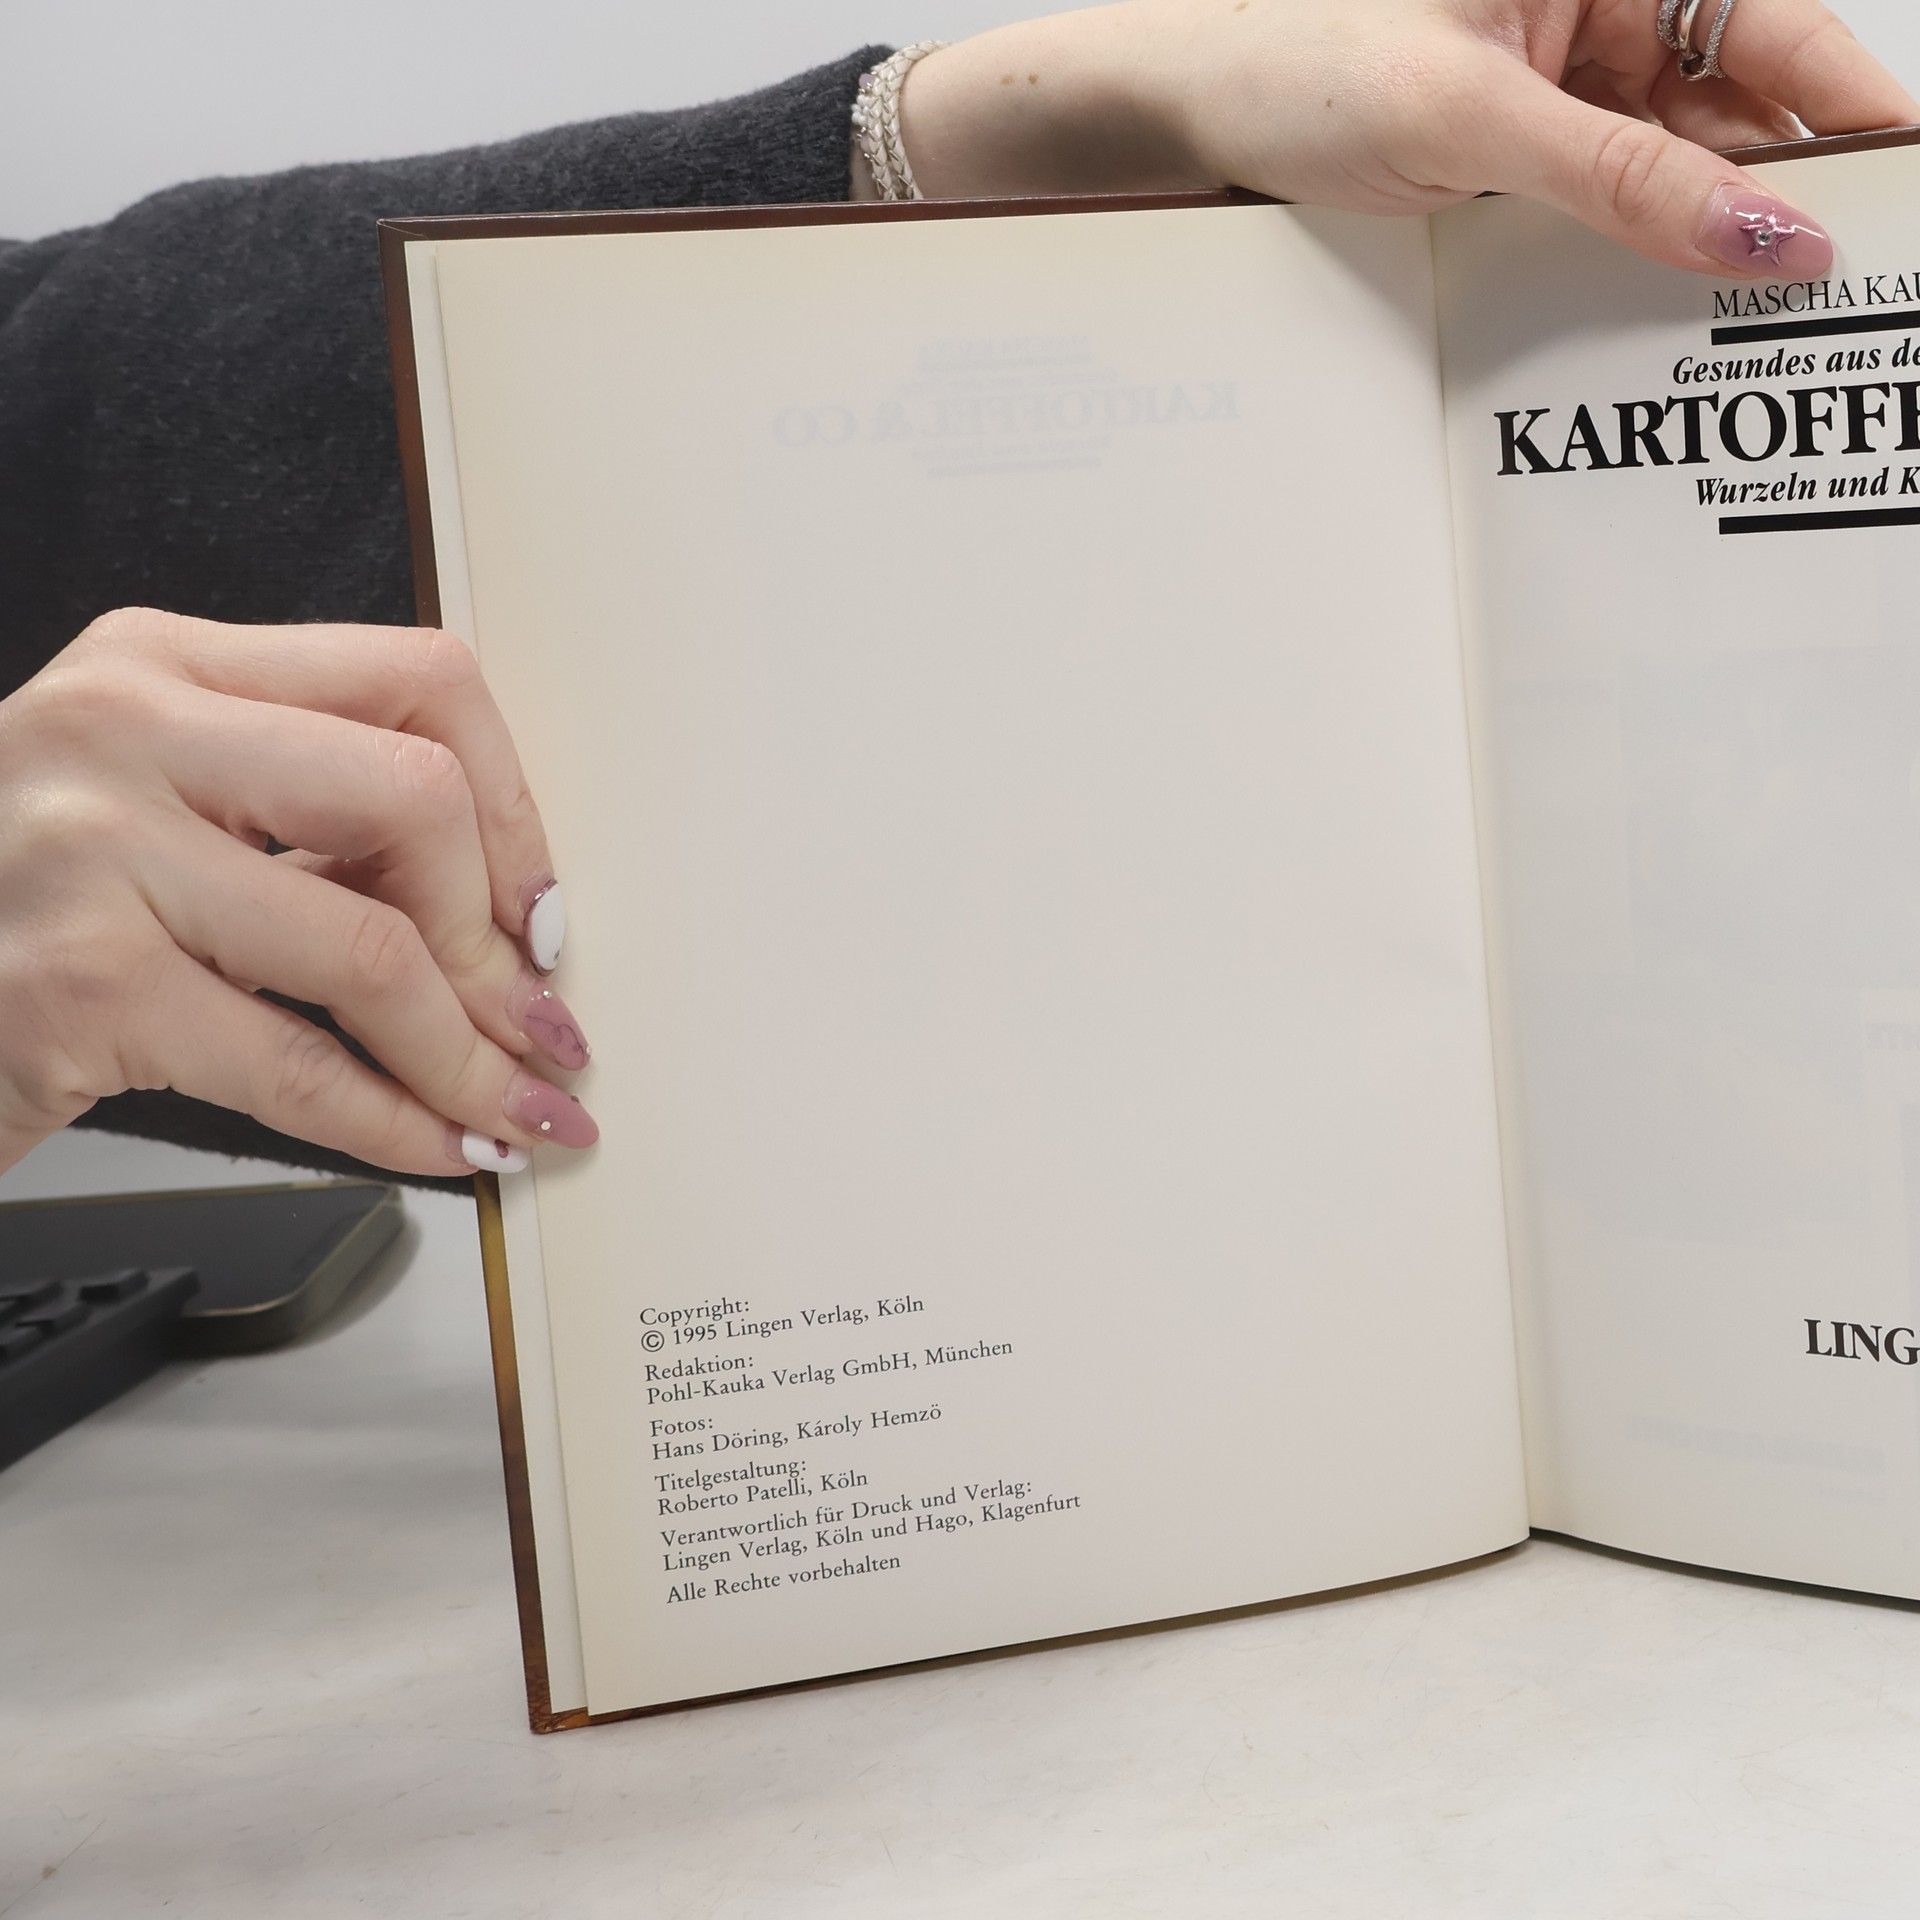 Copyright:
© 1995 Lingen Verlag, Köln
Redaktion:
Pohl-Kauka Verlag GmbH, München
Fotos:
Hans Döring, Károly Hemzö
Titelgestaltung:
Roberto Patelli, Köln
Verantwortlich für Druck und Verlag:
Lingen Verlag, Köln und Hago, Klagenfurt
Alle Rechte vorbehalten
MASCHA KAU
Gesundes aus de
KARTOFFE
Wurzeln und K
LING